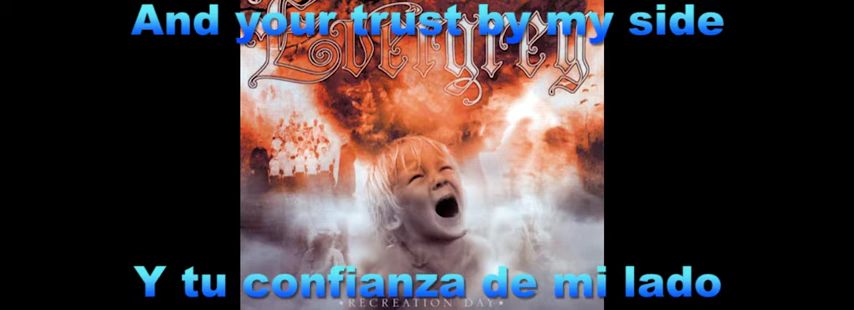 And your trust by my side
Evergrey
Y tu confianza de mi lado
•RECREATION DAY•